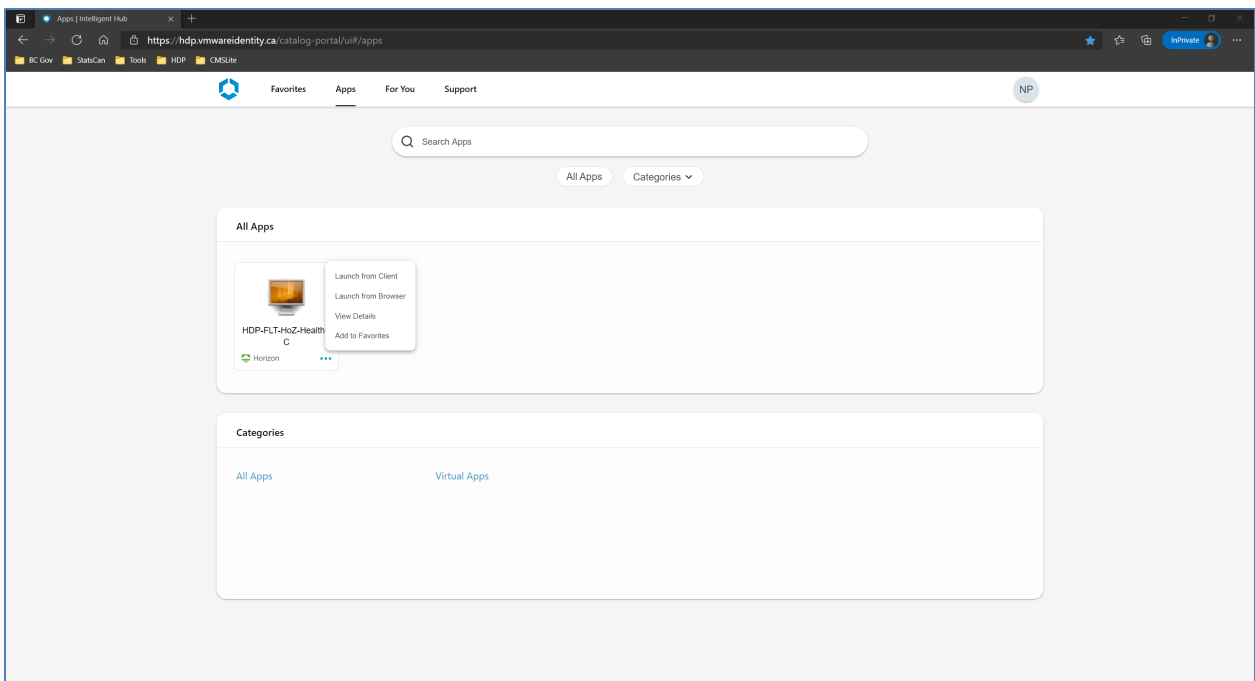 Apps | Intelligent Hub
https://hdp.vmwareidentity.ca/catalog-portal/ui#/apps
InPrivate
BC Gov StatsCan Tools HDP CMSLite
Favorites Apps For You Support NP
Search Apps
All Apps Categories
All Apps
Launch from Client
Launch from Browser
View Details
Add to Favorites
HDP-FLT-HoZ-Health
C
Horizon
Categories
All Apps Virtual Apps